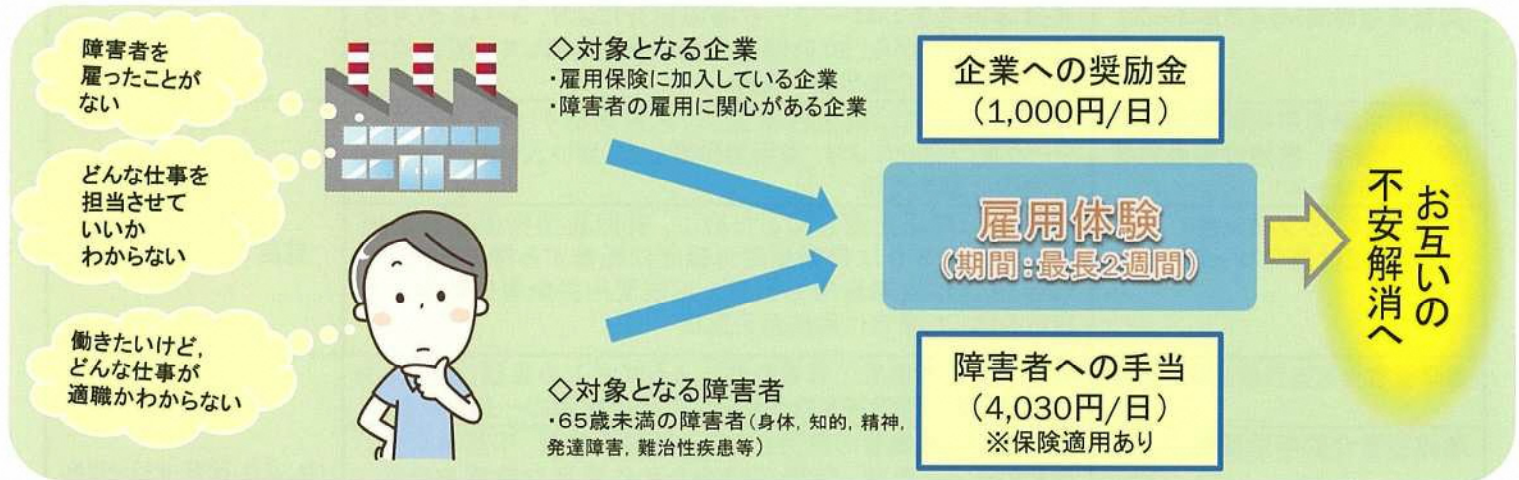 障害者を
雇ったことが
ない
どんな仕事を
担当させて
いいか
わからない
働きたいけど，
どんな仕事が
適職かわからない
◇対象となる企業
・雇用保険に加入している企業
・障害者の雇用に関心がある企業
◇対象となる障害者
・65歳未満の障害者(身体，知的，精神，
発達障害，難治性疾患等)
企業への奨励金
(1,000円/日)
雇用体験
(期間：最長2週間)
障害者への手当
(4,030円/日)
※保険適用あり
お互いの
不安解消へ